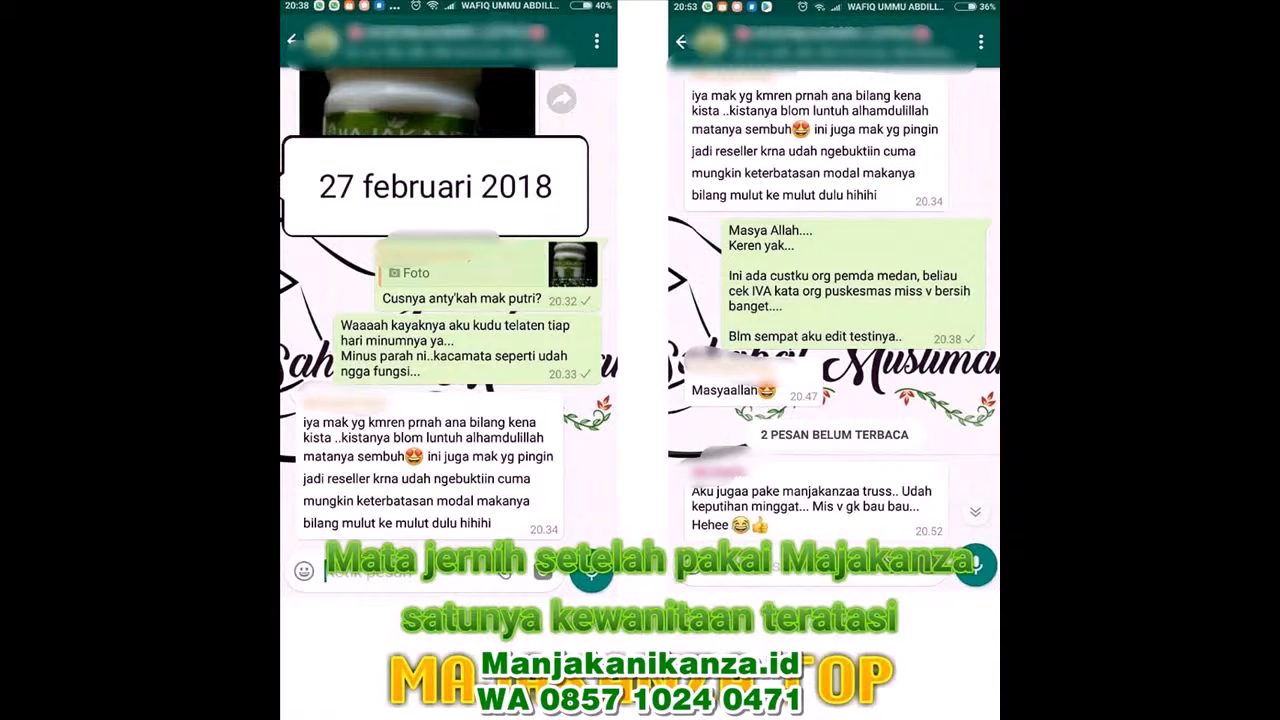 20:38
...
WAFIQ UMMU ABDILL..
40%
27 februari 2018
Foto
Cusnya anty'kah mak putri?
20.32
Waaaah kayaknya aku kudu telaten tiap
hari minumnya ya...
Minus parah ni..kacamata seperti udah
ngga fungsi...
20.33
iya mak yg kmren prnah ana bilang kena
kista ..kistanya blom luntuh alhamdulillah
matanya sembuh😍 ini juga mak yg pingin
jadi reseller krna udah ngebuktiin cuma
mungkin keterbatasan modal makanya
bilang mulut ke mulut dulu hihihi
20.34
20:53
WAFIQ UMMU ABDILL..
36%
iya mak yg kmren prnah ana bilang kena
kista ..kistanya blom luntuh alhamdulillah
matanya sembuh😍 ini juga mak yg pingin
jadi reseller krna udah ngebuktiin cuma
mungkin keterbatasan modal makanya
bilang mulut ke mulut dulu hihihi
20.34
Masya Allah....
Keren yak...
Ini ada custku org pemda medan, beliau
cek IVA kata org puskesmas miss v bersih
banget....
Blm sempat aku edit testinya..
20.38
Muslimah
Masyaallah😍
20.47
2 PESAN BELUM TERBACA
Aku jugaa pake manjakanzaa truss.. Udah
keputihan minggat... Mis v gk bau bau...
Hehee 😂👍
20.52
Mata jernih setelah pakai Majakanza
satunya kewanitaan teratasi
Manjakanikanza.id
WA 0857 1024 0471